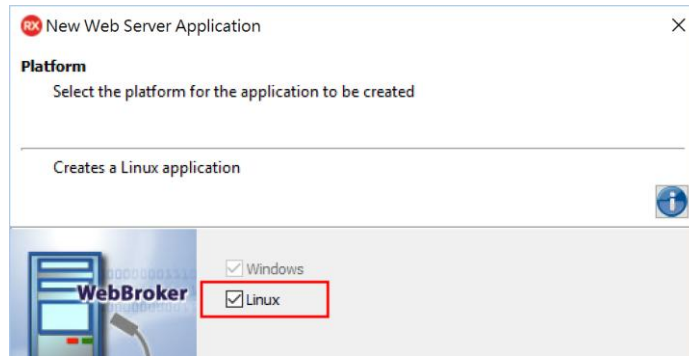 RX New Web Server Application
Platform
Select the platform for the application to be created
Creates a Linux application
i
WebBroker
Windows
Linux